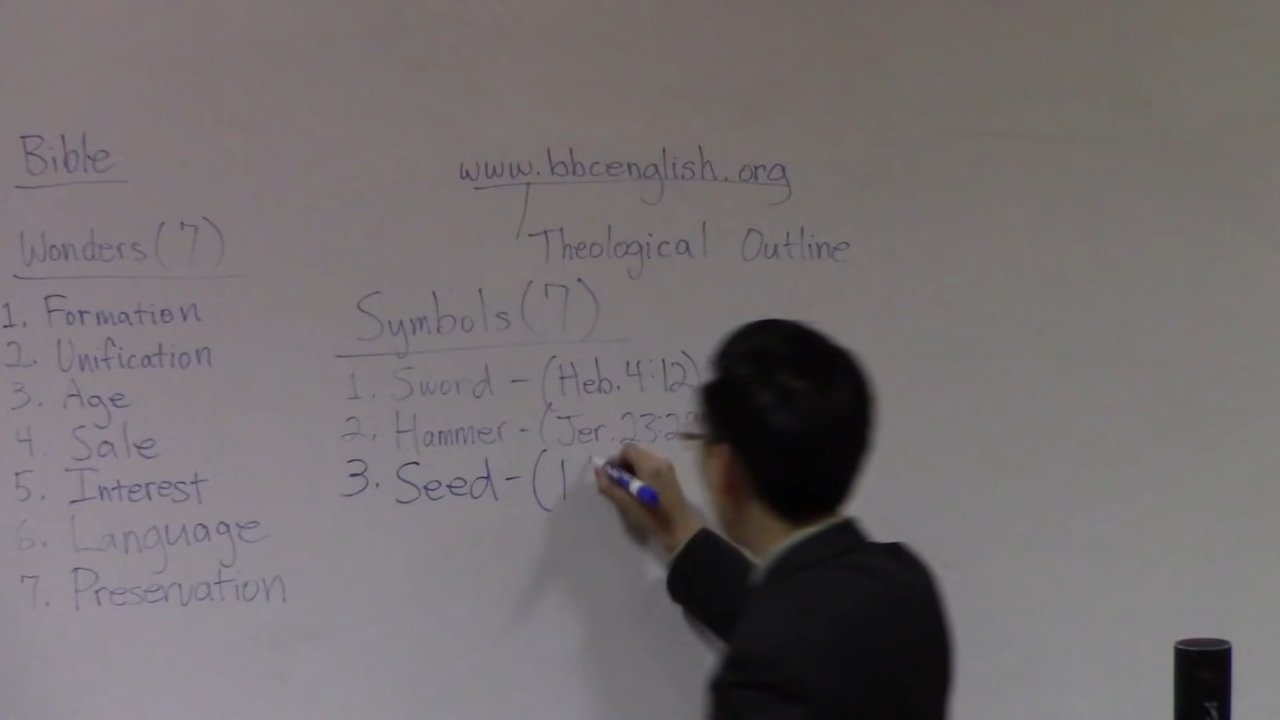 Bible
www.bbcenglish.org
Theological Outline
Wonders (7)
1. Formation
2. Unification
3. Age
4. Sale
5. Interest
6. Language
7. Preservation
Symbols (7)
1. Sword - (Heb. 4:12)
2. Hammer - (Jer.
3. Seed - (1